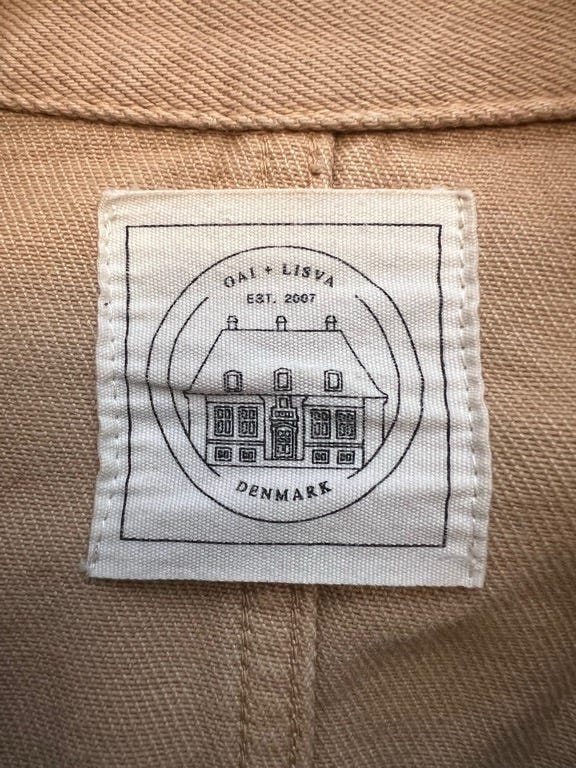 OAI + LISVA
EST. 2007
DENMARK